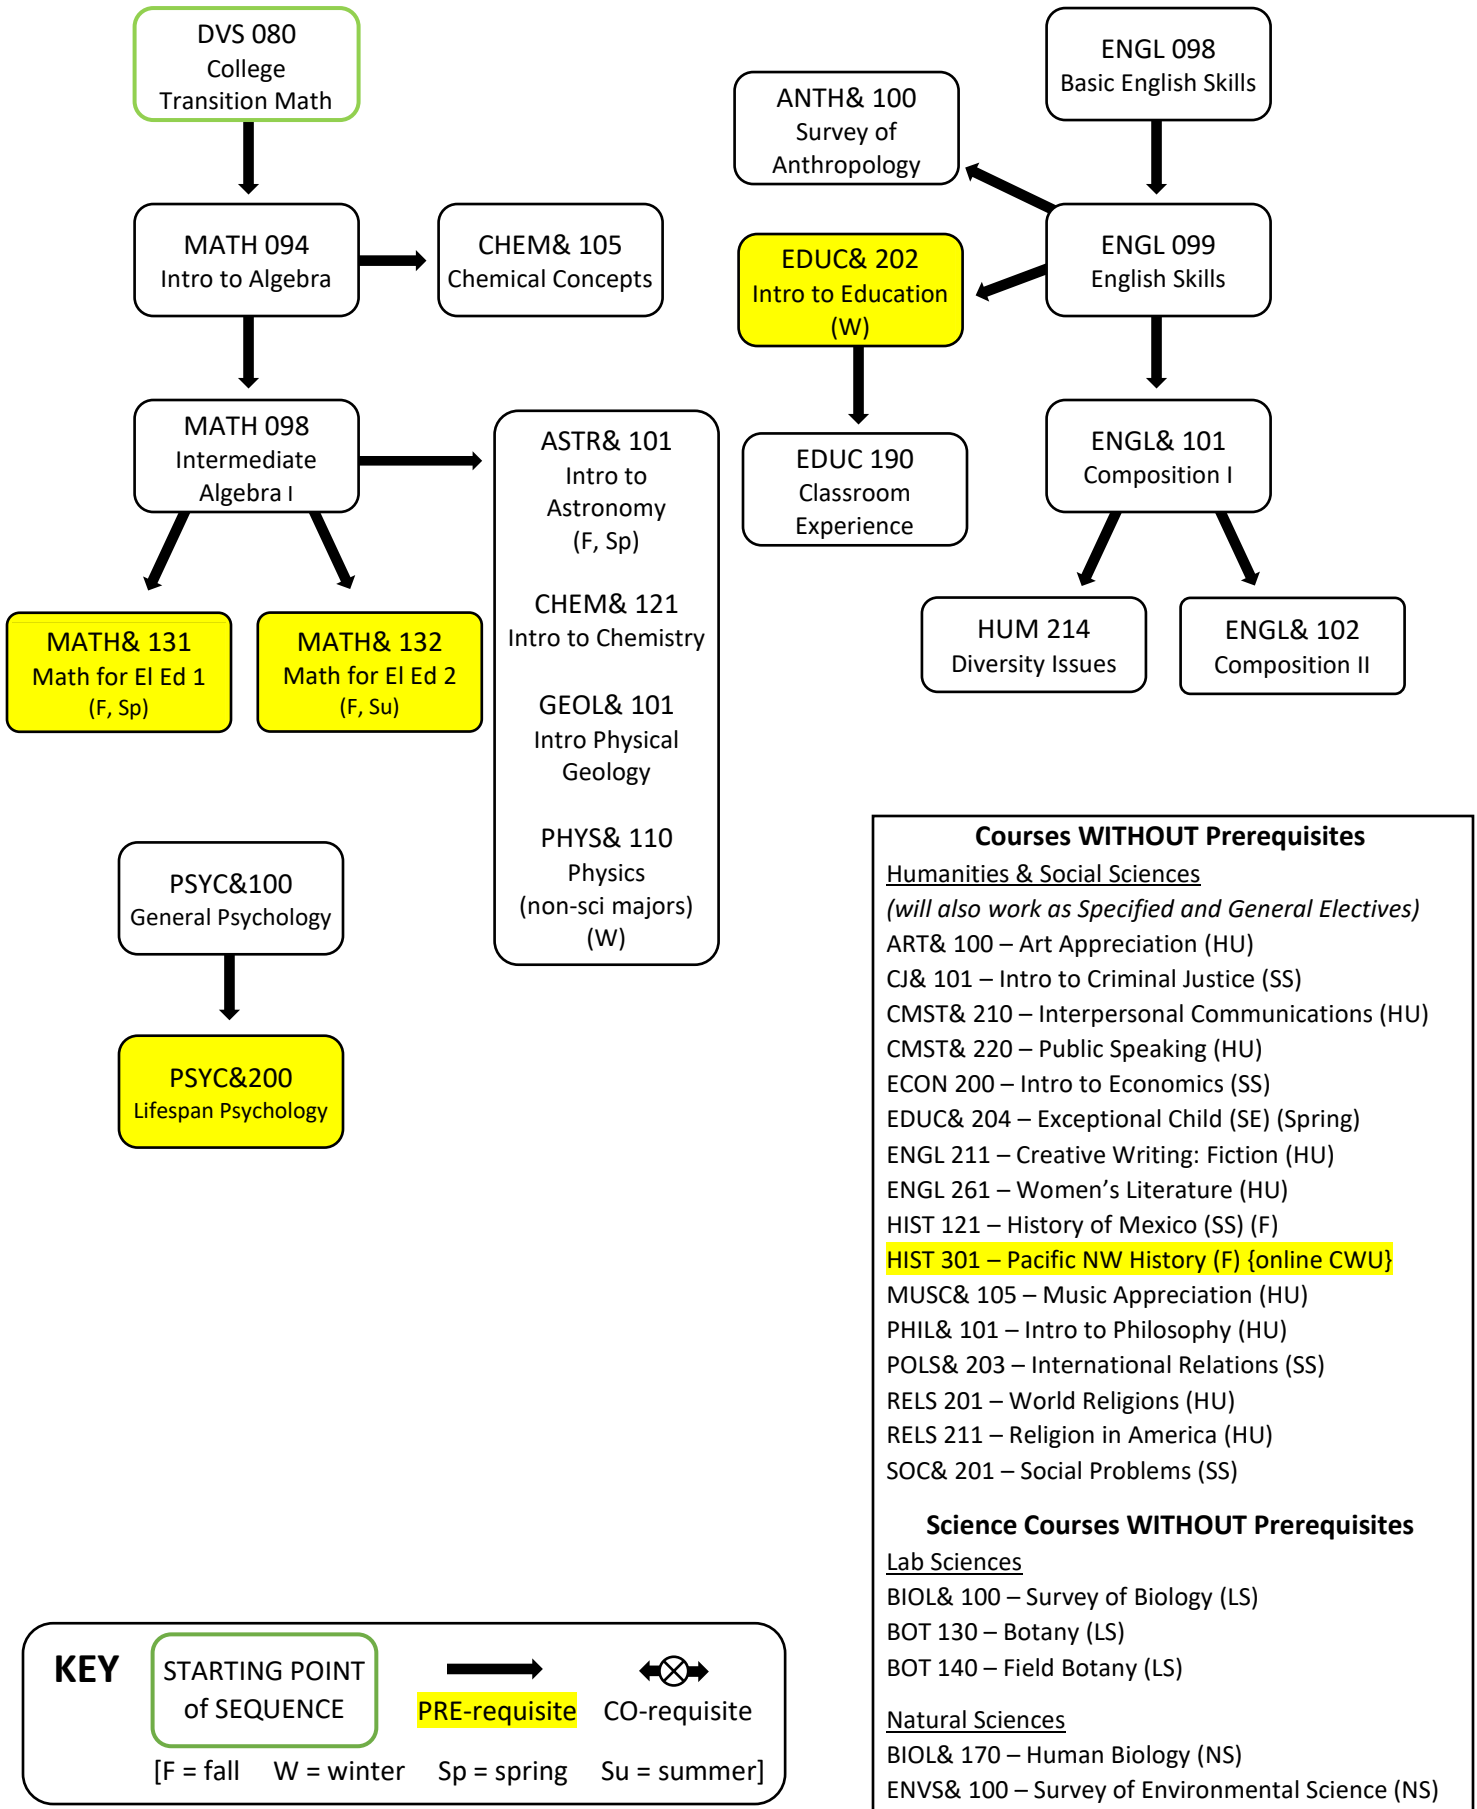 DVS 080
College
Transition Math
MATH 094
Intro to Algebra
CHEM& 105
Chemical Concepts
MATH 098
Intermediate
Algebra I
ASTR& 101
Intro to
Astronomy
(F, Sp)
CHEM& 121
Intro to Chemistry
GEOL& 101
Intro Physical
Geology
PHYS& 110
Physics
(non-sci majors)
(W)
MATH& 131
Math for El Ed 1
(F, Sp)
MATH& 132
Math for El Ed 2
(F, Su)
PSYC&100
General Psychology
PSYC&200
Lifespan Psychology
ENGL 098
Basic English Skills
ANTH& 100
Survey of
Anthropology
ENGL 099
English Skills
EDUC& 202
Intro to Education
(W)
EDUC 190
Classroom
Experience
ENGL& 101
Composition I
HUM 214
Diversity Issues
ENGL& 102
Composition II
Courses WITHOUT Prerequisites
Humanities & Social Sciences
(will also work as Specified and General Electives)
ART& 100 – Art Appreciation (HU)
CJ& 101 – Intro to Criminal Justice (SS)
CMST& 210 – Interpersonal Communications (HU)
CMST& 220 – Public Speaking (HU)
ECON 200 – Intro to Economics (SS)
EDUC& 204 – Exceptional Child (SE) (Spring)
ENGL 211 – Creative Writing: Fiction (HU)
ENGL 261 – Women’s Literature (HU)
HIST 121 – History of Mexico (SS) (F)
HIST 301 – Pacific NW History (F) {online CWU}
MUSC& 105 – Music Appreciation (HU)
PHIL& 101 – Intro to Philosophy (HU)
POLS& 203 – International Relations (SS)
RELS 201 – World Religions (HU)
RELS 211 – Religion in America (HU)
SOC& 201 – Social Problems (SS)
Science Courses WITHOUT Prerequisites
Lab Sciences
BIOL& 100 – Survey of Biology (LS)
BOT 130 – Botany (LS)
BOT 140 – Field Botany (LS)
Natural Sciences
BIOL& 170 – Human Biology (NS)
ENVS& 100 – Survey of Environmental Science (NS)
KEY
STARTING POINT
of SEQUENCE
PRE-requisite
CO-requisite
[F = fall W = winter Sp = spring Su = summer]